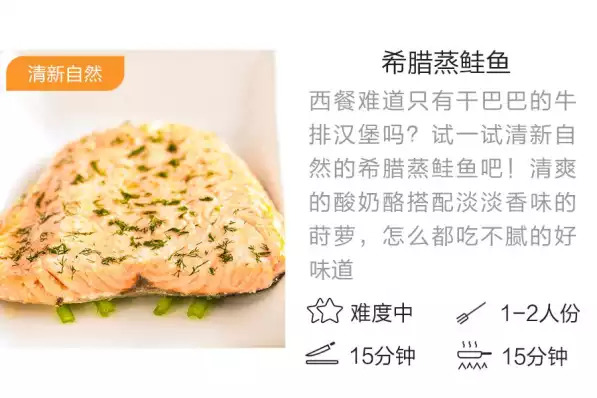 清新自然
希腊蒸鲑鱼
西餐难道只有干巴巴的牛
排汉堡吗？试一试清新自
然的希腊蒸鲑鱼吧！清爽
的酸奶酪搭配淡淡香味的
莳萝，怎么都吃不腻的好
味道
难度中
1-2人份
15分钟
15分钟